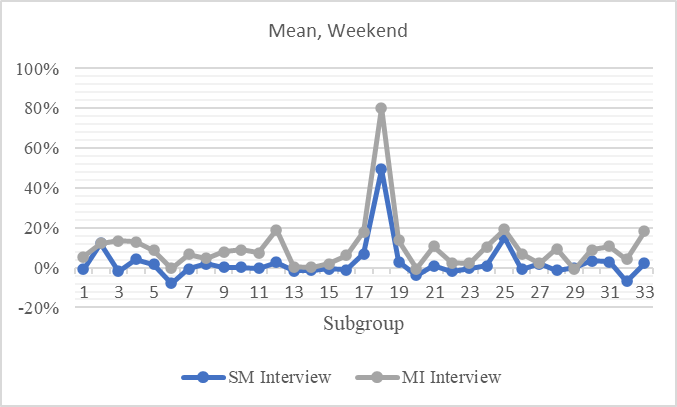 Mean, Weekend
100%
80%
60%
40%
20%
0%
-20%
1 3 5 7 9 11 13 15 17 19 21 23 25 27 29 31 33
Subgroup
SM Interview MI Interview